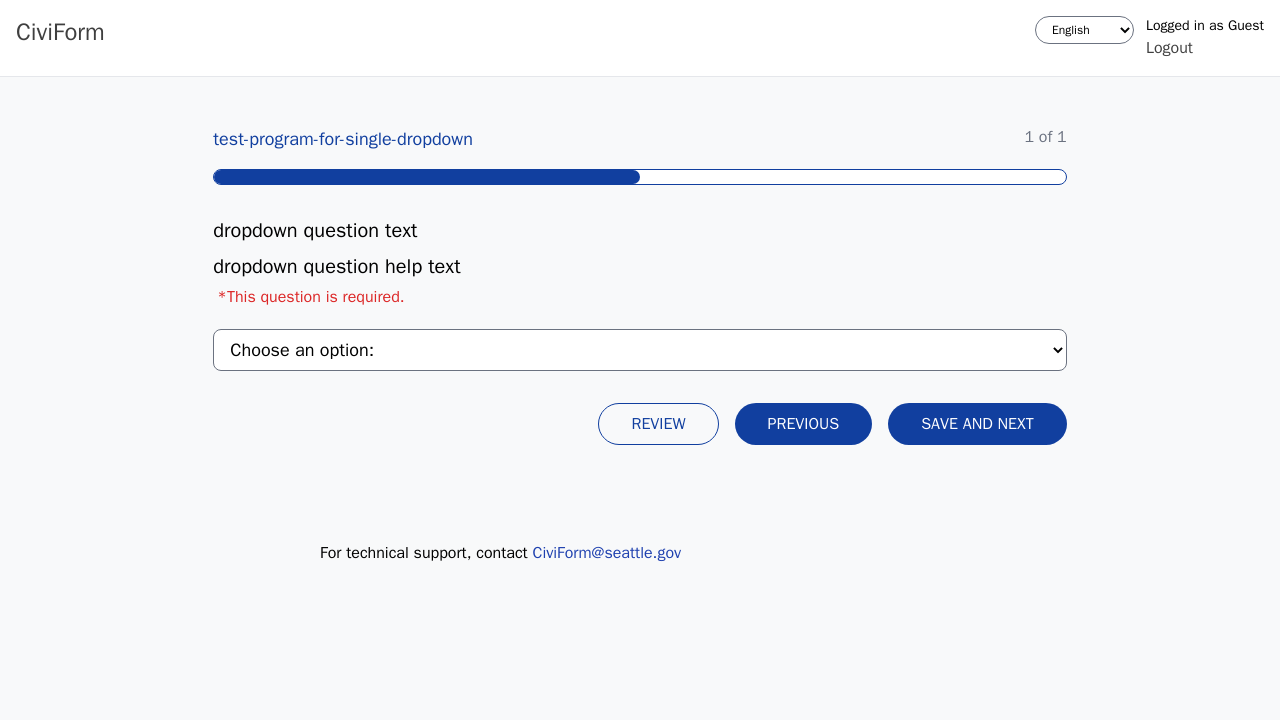 CiviForm
English
Logged in as Guest
Logout
test-program-for-single-dropdown
1 of 1
dropdown question text
dropdown question help text
*This question is required.
Choose an option:
REVIEW
PREVIOUS
SAVE AND NEXT
For technical support, contact CiviForm@seattle.gov